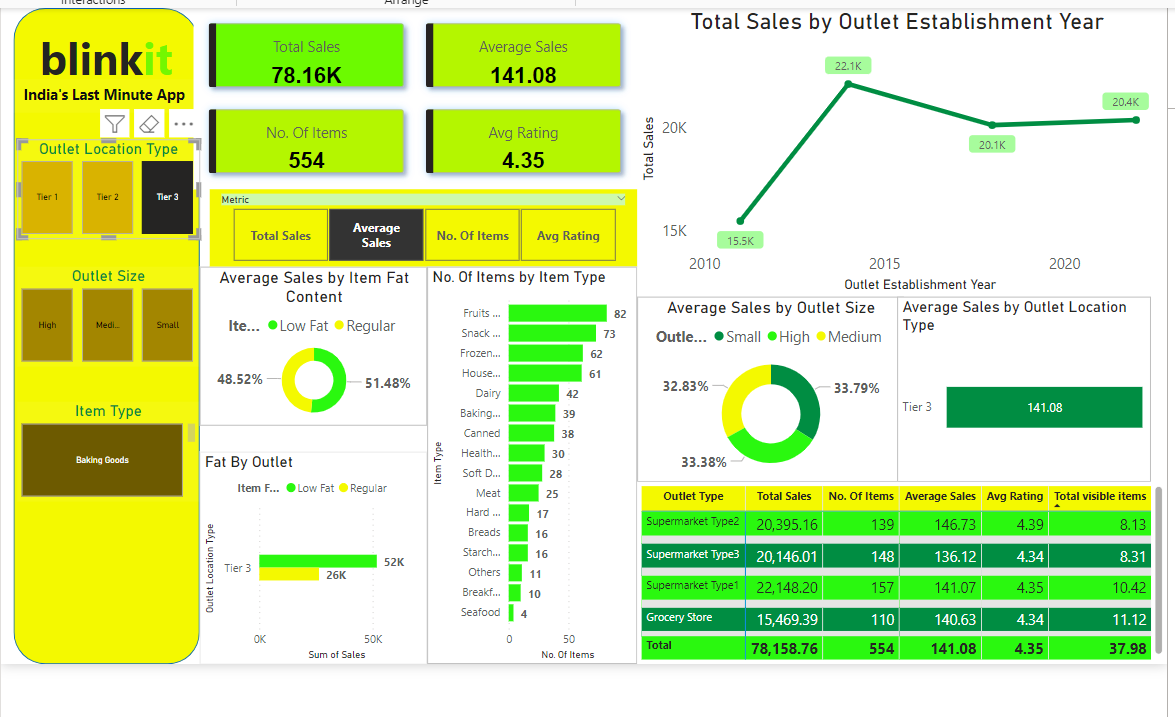 Interactions
Arrange
blinkit
India's Last Minute App
Outlet Location Type
Tier 1
Tier 2
Tier 3
Outlet Size
High
Medi...
Small
Item Type
Baking Goods
Total Sales
78.16K
Average Sales
141.08
No. Of Items
554
Avg Rating
4.35
Metric
Total Sales
Average
Sales
No. Of Items
Avg Rating
Average Sales by Item Fat
Content
Ite... Low Fat Regular
48.52%
51.48%
Fat By Outlet
Item F... Low Fat Regular
Outlet Location Type
Tier 3
52K
26K
0K 50K
Sum of Sales
No. Of Items by Item Type
Item Type
Fruits ... 82
Snack ... 73
Frozen... 62
House... 61
Dairy 42
Baking... 39
Canned 38
Health... 30
Soft D... 28
Meat 25
Hard ... 17
Breads 16
Starch... 16
Others 11
Breakf... 10
Seafood 4
0 50
No. Of Items
Total Sales by Outlet Establishment Year
Total Sales
20K
15K
15.5K
22.1K
20.1K
20.4K
2010 2015 2020
Outlet Establishment Year
Average Sales by Outlet Size
Outle... Small High Medium
32.83%
33.79%
33.38%
Average Sales by Outlet Location
Type
Tier 3
141.08
Outlet Type Total Sales No. Of Items Average Sales Avg Rating Total visible items
Supermarket Type2 20,395.16 139 146.73 4.39 8.13
Supermarket Type3 20,146.01 148 136.12 4.34 8.31
Supermarket Type1 22,148.20 157 141.07 4.35 10.42
Grocery Store 15,469.39 110 140.63 4.34 11.12
Total 78,158.76 554 141.08 4.35 37.98